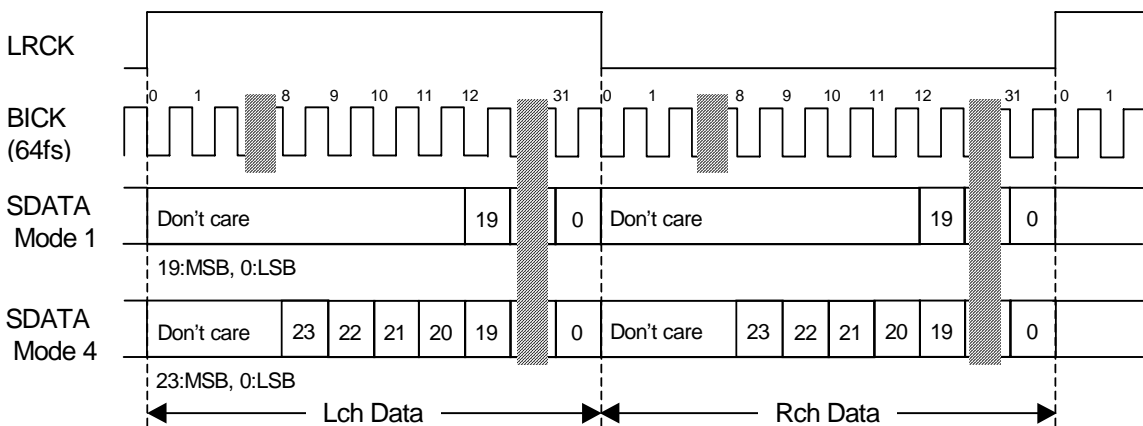 LRCK
0 1 8 9 10 11 12 31 0 1 8 9 10 11 12 31 0 1
BICK
(64fs)
SDATA
Mode 1
Don't care 19 0 Don't care 19 0
19:MSB, 0:LSB
SDATA
Mode 4
Don't care 23 22 21 20 19 0 Don't care 23 22 21 20 19 0
23:MSB, 0:LSB
Lch Data Rch Data